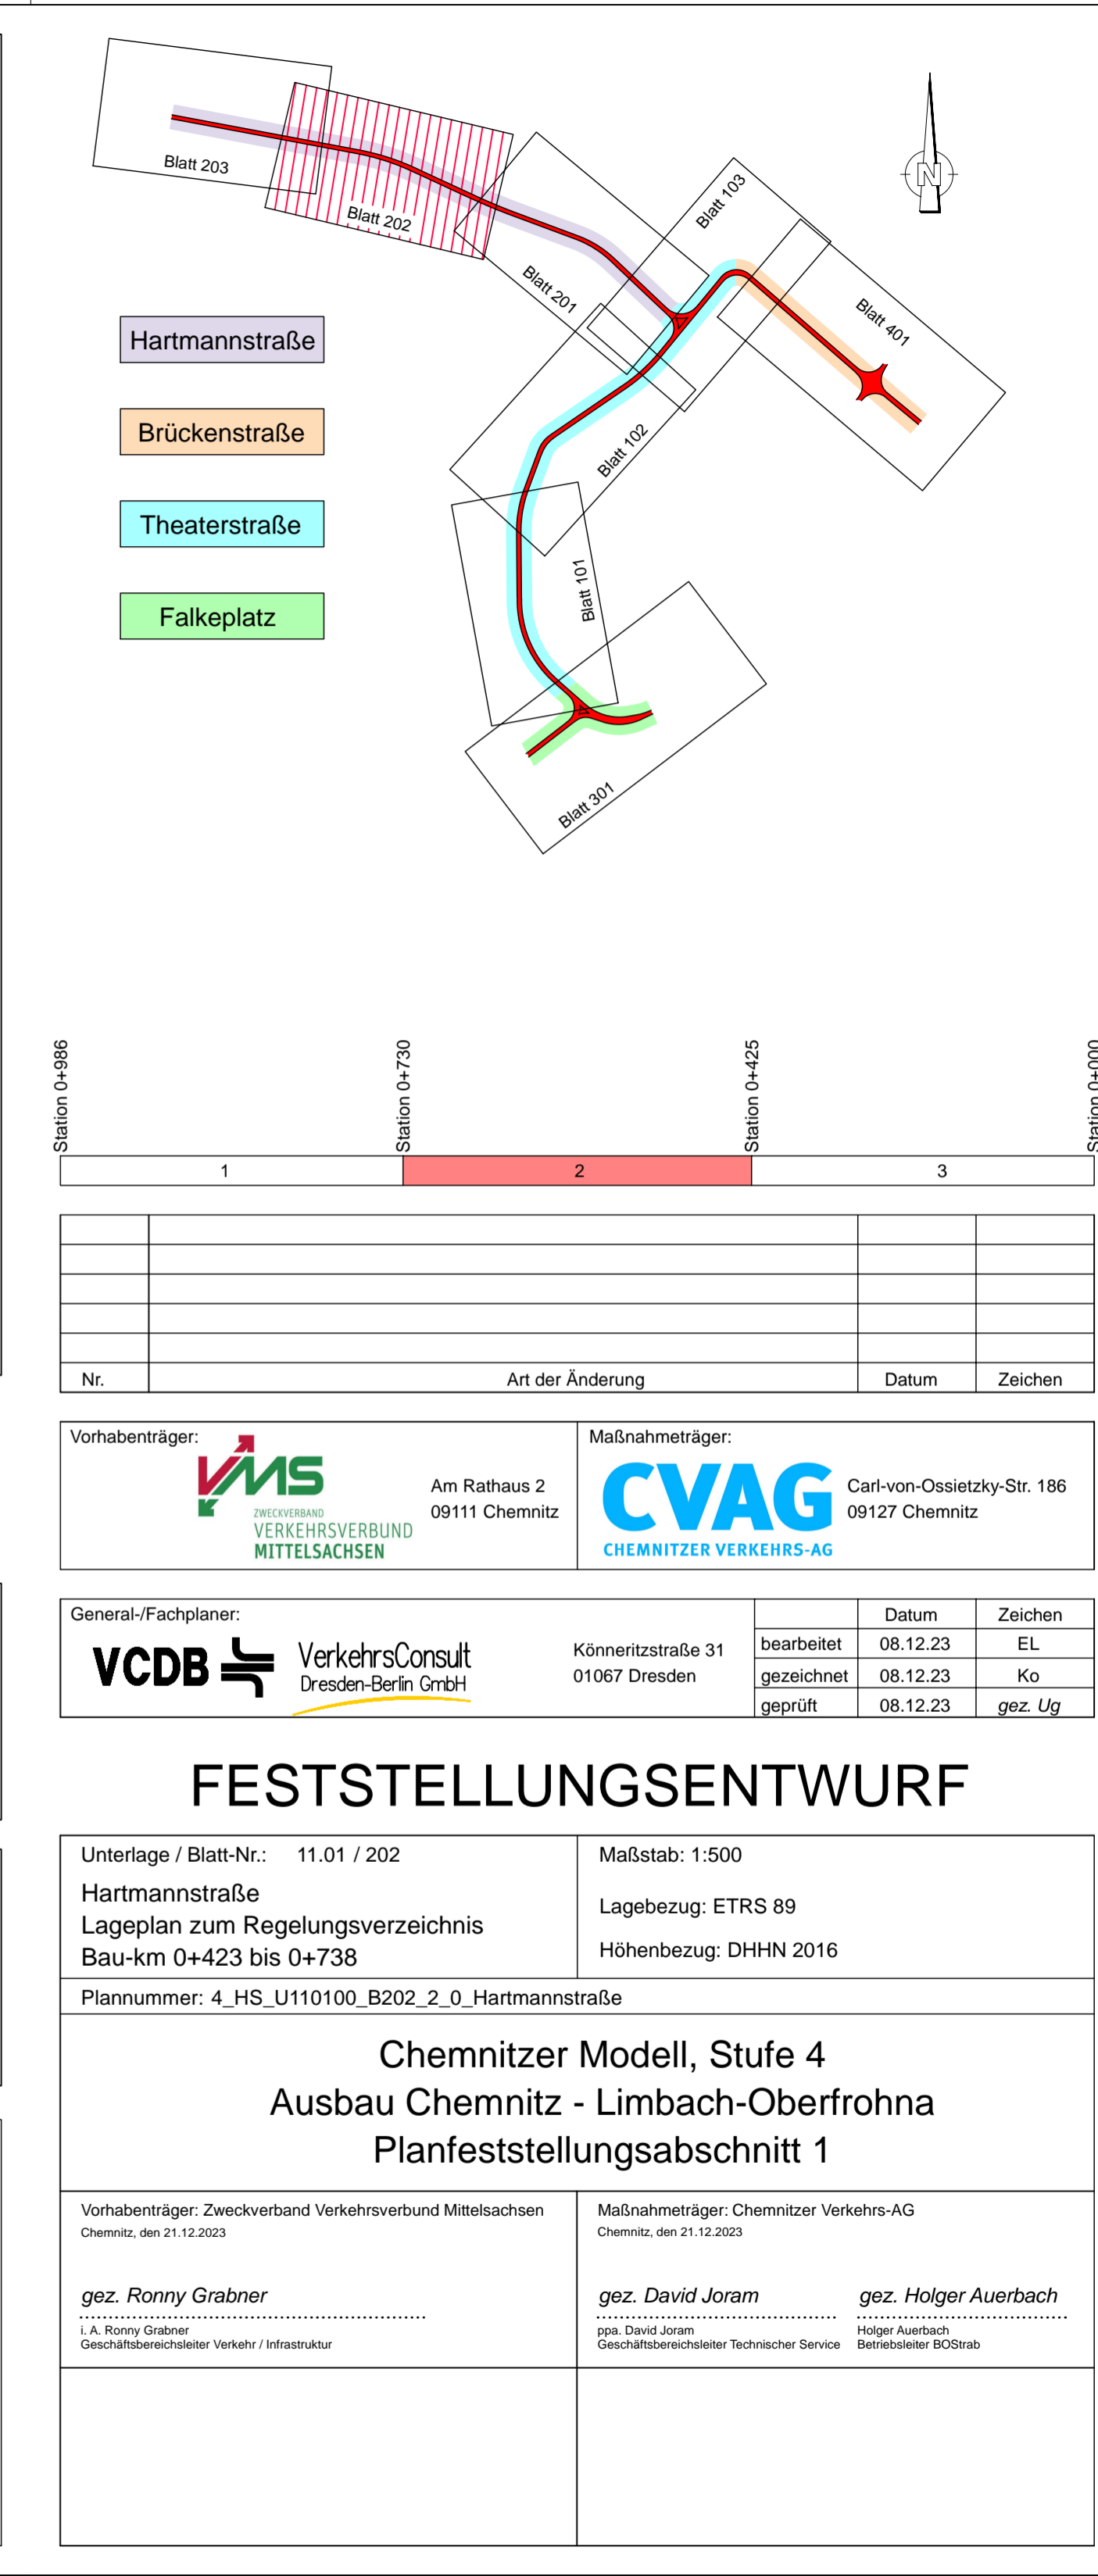 Blatt 203
Blatt 202
Blatt 103
Blatt 201
Blatt 401
N
Hartmannstraße
Brückenstraße
Theaterstraße
Falkeplatz
Blatt 102
Blatt 101
Blatt 301
Station 0+986
Station 0+730
Station 0+425
Station 0+000
1 2 3
Nr. Art der Änderung Datum Zeichen
Vorhabenträger:
VMS
ZWECKVERBAND
VERKEHRSVERBUND
MITTELSACHSEN
Am Rathaus 2
09111 Chemnitz
Maßnahmeträger:
CVAG
CHEMNITZER VERKEHRS-AG
Carl-von-Ossietzky-Str. 186
09127 Chemnitz
General-/Fachplaner:
VCDB
VerkehrsConsult
Dresden-Berlin GmbH
Könneritzstraße 31
01067 Dresden
Datum Zeichen
bearbeitet 08.12.23 EL
gezeichnet 08.12.23 Ko
geprüft 08.12.23 gez. Ug
FESTSTELLUNGSENTWURF
Unterlage / Blatt-Nr.: 11.01 / 202
Hartmannstraße
Lageplan zum Regelungsverzeichnis
Bau-km 0+423 bis 0+738
Maßstab: 1:500
Lagebezug: ETRS 89
Höhenbezug: DHHN 2016
Plannummer: 4_HS_U110100_B202_2_0_Hartmannstraße
Chemnitzer Modell, Stufe 4
Ausbau Chemnitz - Limbach-Oberfrohna
Planfeststellungsabschnitt 1
Vorhabenträger: Zweckverband Verkehrsverbund Mittelsachsen
Chemnitz, den 21.12.2023
gez. Ronny Grabner
i. A. Ronny Grabner
Geschäftsbereichsleiter Verkehr / Infrastruktur
Maßnahmeträger: Chemnitzer Verkehrs-AG
Chemnitz, den 21.12.2023
gez. David Joram
ppa. David Joram
Geschäftsbereichsleiter Technischer Service
gez. Holger Auerbach
Holger Auerbach
Betriebsleiter BOStrab